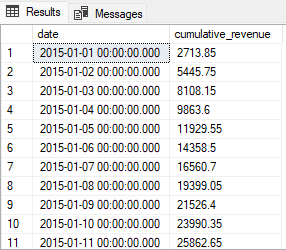 Results Messages
date cumulative_revenue
1 2015-01-01 00:00:00.000 2713.85
2 2015-01-02 00:00:00.000 5445.75
3 2015-01-03 00:00:00.000 8108.15
4 2015-01-04 00:00:00.000 9863.6
5 2015-01-05 00:00:00.000 11929.55
6 2015-01-06 00:00:00.000 14358.5
7 2015-01-07 00:00:00.000 16560.7
8 2015-01-08 00:00:00.000 19399.05
9 2015-01-09 00:00:00.000 21526.4
10 2015-01-10 00:00:00.000 23990.35
11 2015-01-11 00:00:00.000 25862.65